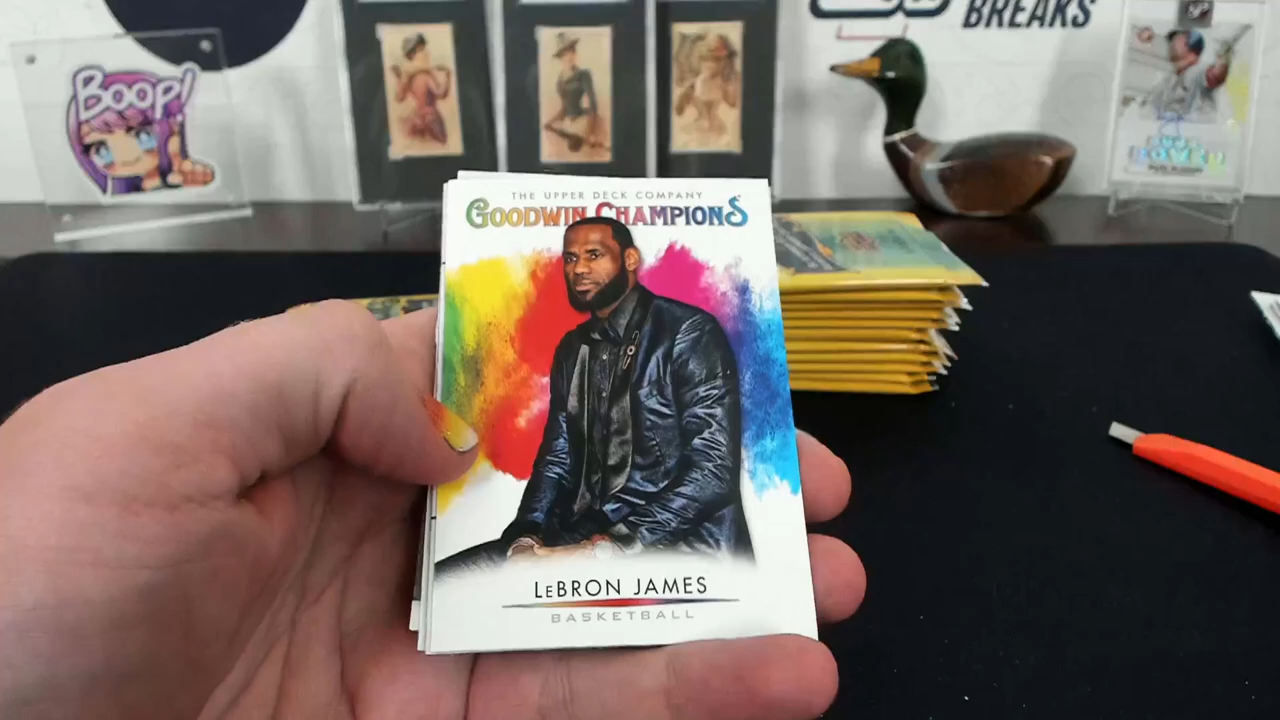 BOOP!
BREAKS
THE UPPER DECK COMPANY
GOODWIN CHAMPIONS
LEBRON JAMES
BASKETBALL